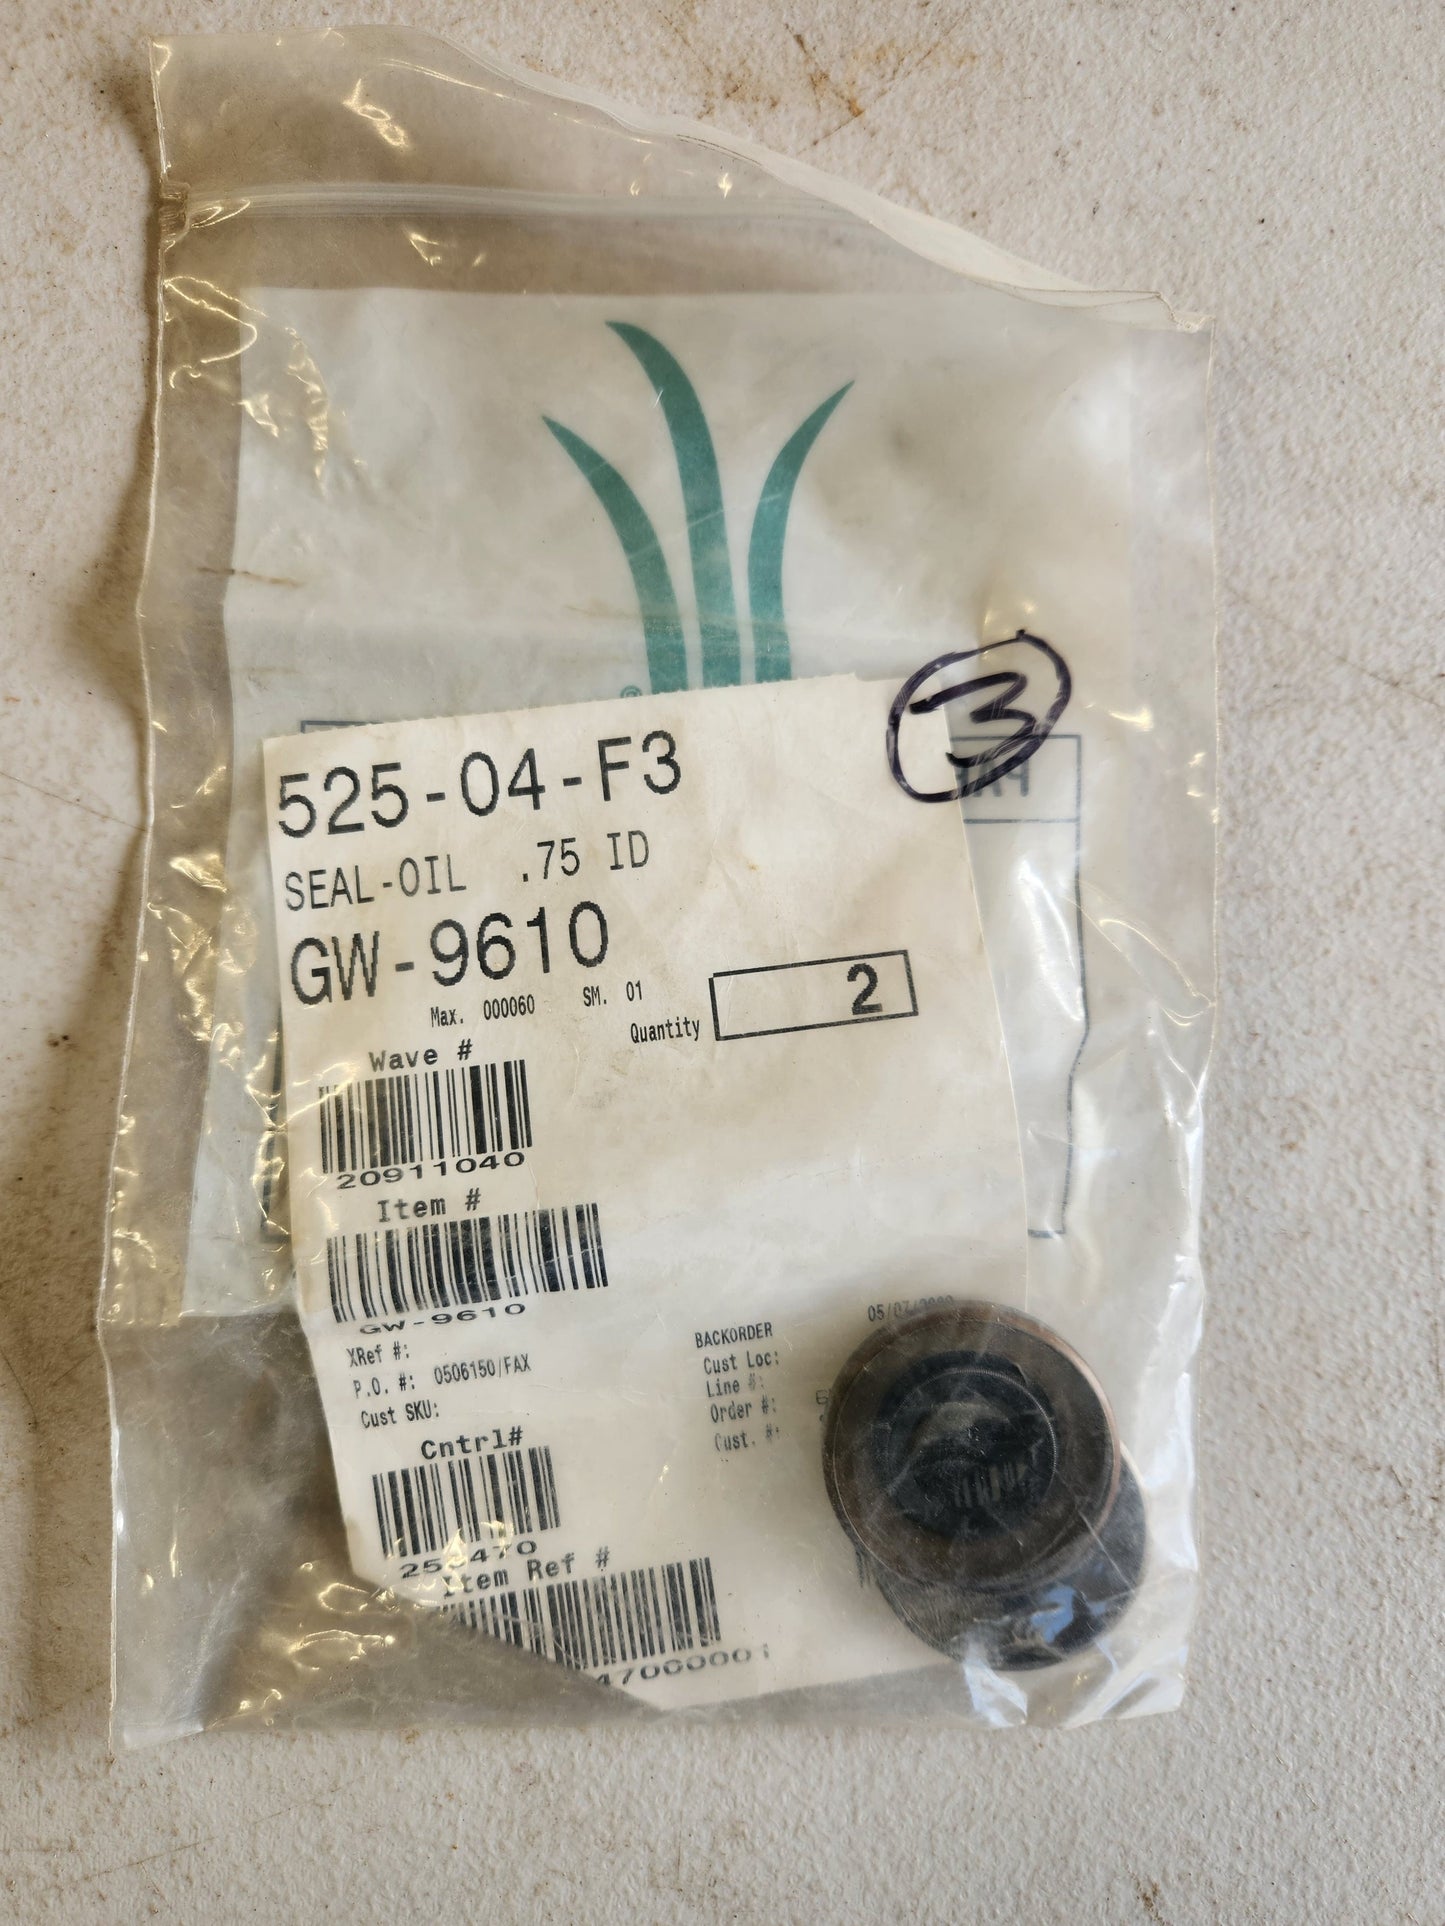 ®
3
525-04-F3
SEAL-OIL .75 ID
GW-9610
Max. 000060 SM. 01
Quantity 2
Wave #
20911040
Item #
GW-9610
XRef #:
P.O. #: 0506150/FAX
Cust SKU:
BACKORDER
Cust Loc:
Line #:
Order #:
Cust. #:
Cntrl#
Item Ref #